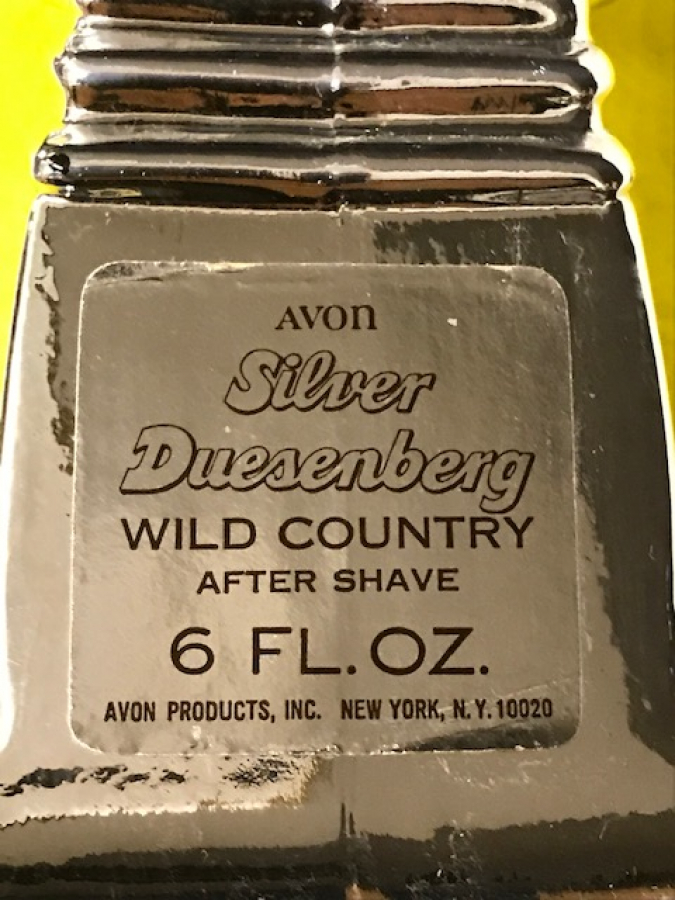 AVON
Silver
Duesenberg
WILD COUNTRY
AFTER SHAVE
6 FL. OZ.
AVON PRODUCTS, INC. NEW YORK, N.Y. 10020